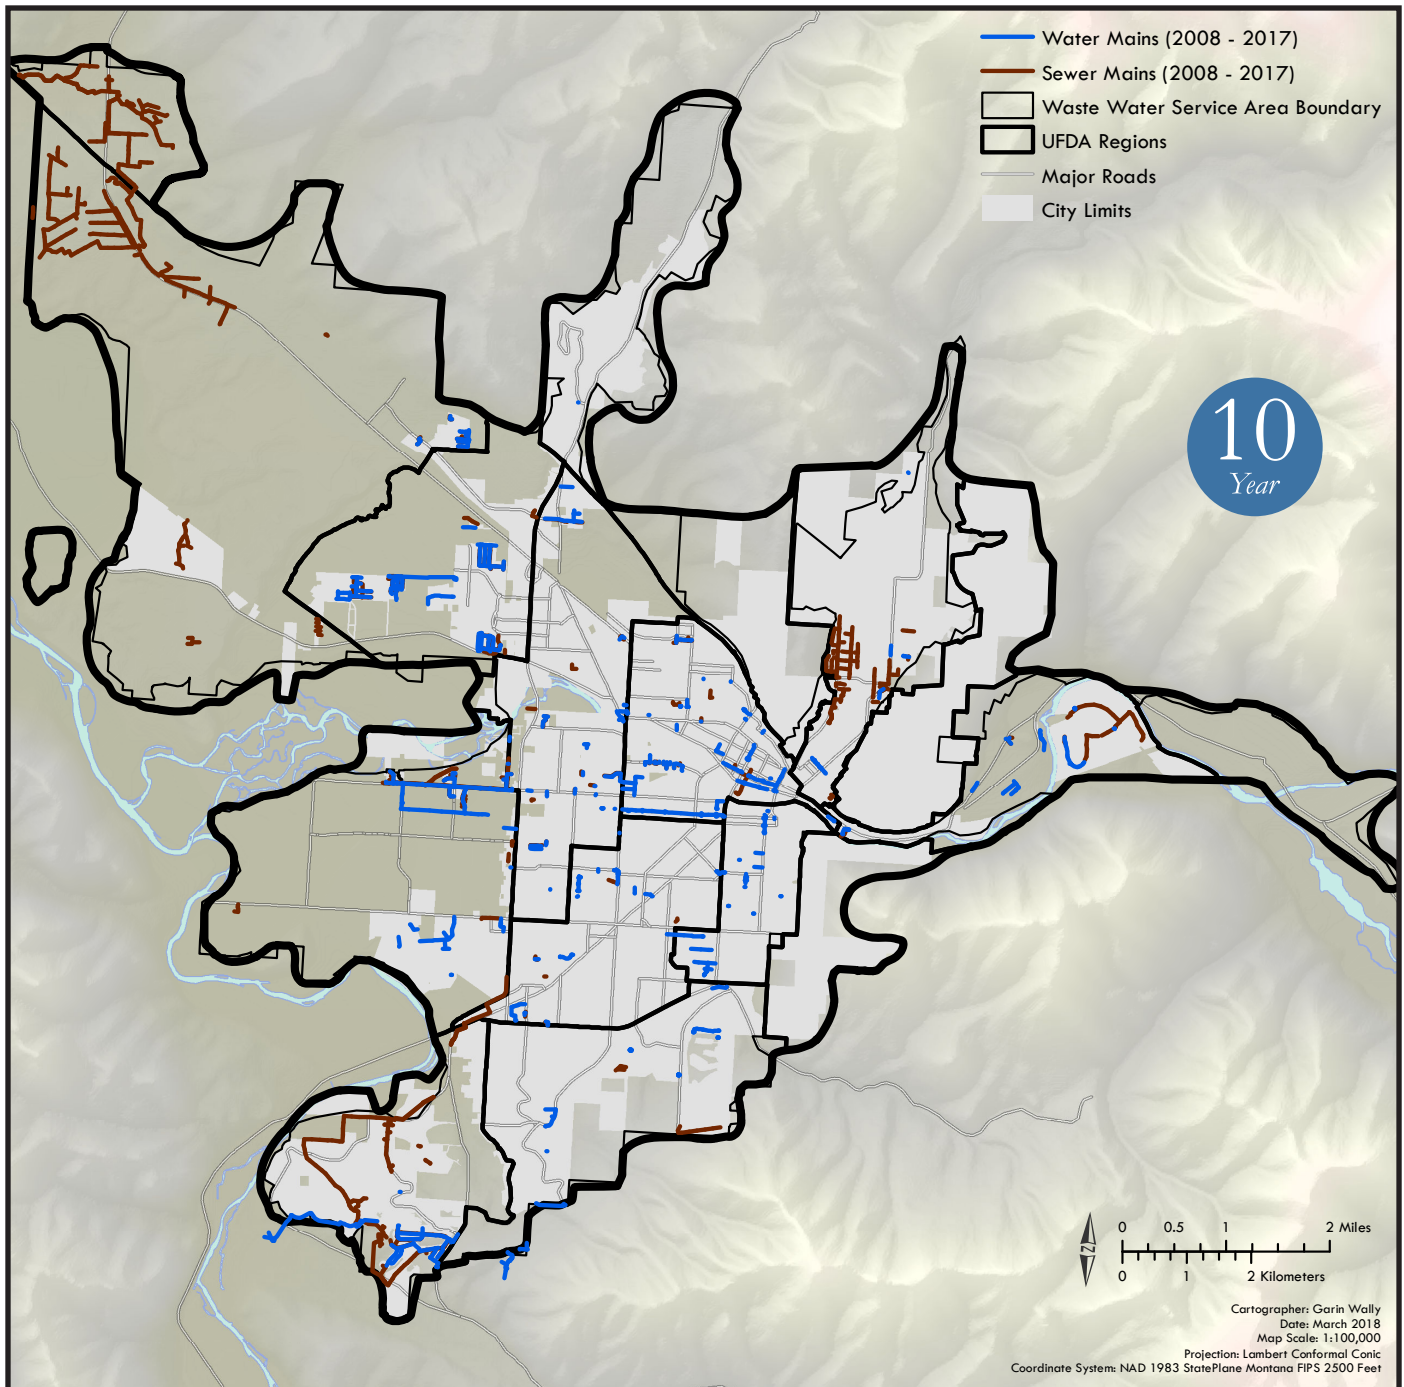 Water Mains (2008 - 2017)
Sewer Mains (2008 - 2017)
Waste Water Service Area Boundary
UFDA Regions
Major Roads
City Limits
10
Year
N
0 0.5 1 2 Miles
0 1 2 Kilometers
Cartographer: Garin Wally
Date: March 2018
Map Scale: 1:100,000
Projection: Lambert Conformal Conic
Coordinate System: NAD 1983 StatePlane Montana FIPS 2500 Feet